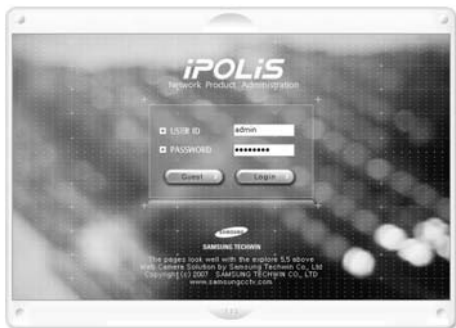 iPOLiS
Network Product Administration
USER ID
admin
PASSWORD
••••••••
Guest
Login
SAMSUNG
SAMSUNG TECHWIN
The pages look well with the explore 5.5 above
Web Camera Solution by Samsung Techwin Co., Ltd
Copyright(c) 2007 SAMSUNG TECHWIN CO., LTD
www.samsungcctv.com